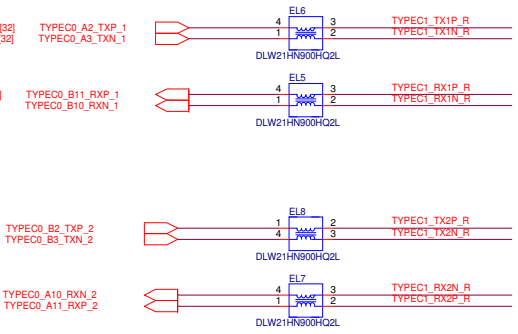 EL6
[32] TYPEC0_A2_TXP_1 4 3 TYPEC1_TX1P_R
[32] TYPEC0_A3_TXN_1 1 2 TYPEC1_TX1N_R
DLW21HN900HQ2L
EL5
] TYPEC0_B11_RXP_1 4 3 TYPEC1_RX1P_R
TYPEC0_B10_RXN_1 1 2 TYPEC1_RX1N_R
DLW21HN900HQ2L
EL8
TYPEC0_B2_TXP_2 1 2 TYPEC1_TX2P_R
TYPEC0_B3_TXN_2 4 3 TYPEC1_TX2N_R
DLW21HN900HQ2L
EL7
TYPEC0_A10_RXN_2 4 3 TYPEC1_RX2N_R
TYPEC0_A11_RXP_2 1 2 TYPEC1_RX2P_R
DLW21HN900HQ2L